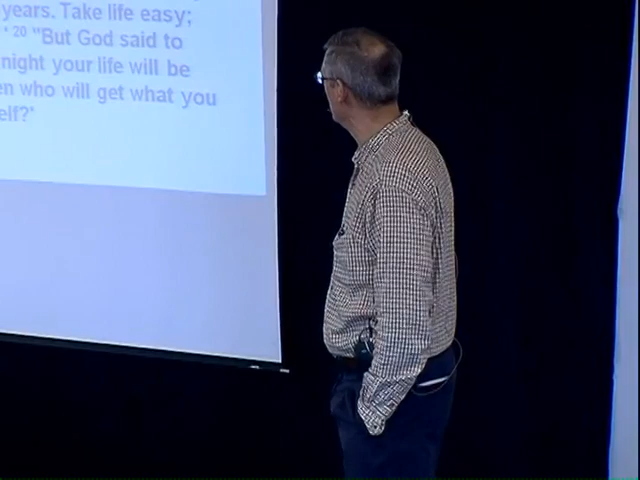 years. Take life easy;
' 20 "But God said to
night your life will be
en who will get what you
elf?'